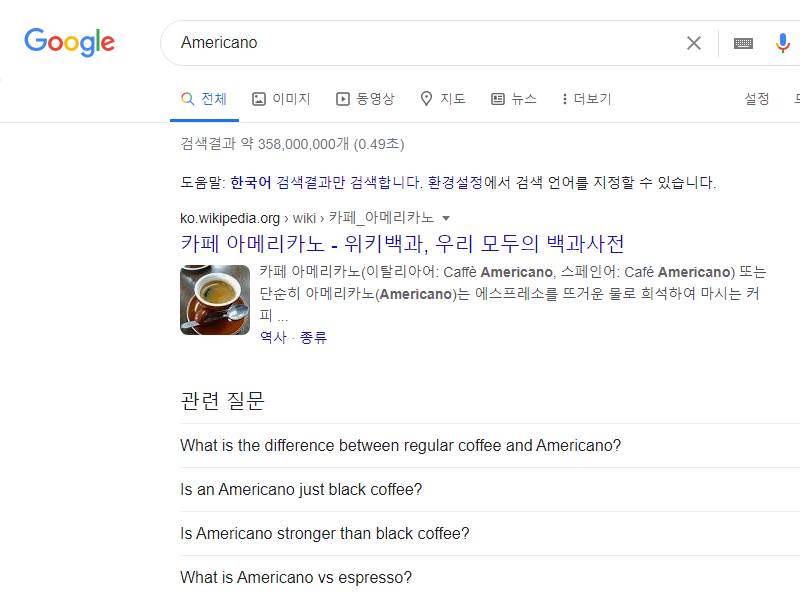 Google
Americano
전체 이미지 동영상 지도 뉴스 더보기 설정
검색결과 약 358,000,000개 (0.49초)
도움말: 한국어 검색결과만 검색합니다. 환경설정에서 검색 언어를 지정할 수 있습니다.
ko.wikipedia.org › wiki › 카페_아메리카노
카페 아메리카노 - 위키백과, 우리 모두의 백과사전
카페 아메리카노(이탈리아어: Caffè Americano, 스페인어: Café Americano) 또는
단순히 아메리카노(Americano)는 에스프레소를 뜨거운 물로 희석하여 마시는 커
피 ...
역사 · 종류
관련 질문
What is the difference between regular coffee and Americano?
Is an Americano just black coffee?
Is Americano stronger than black coffee?
What is Americano vs espresso?